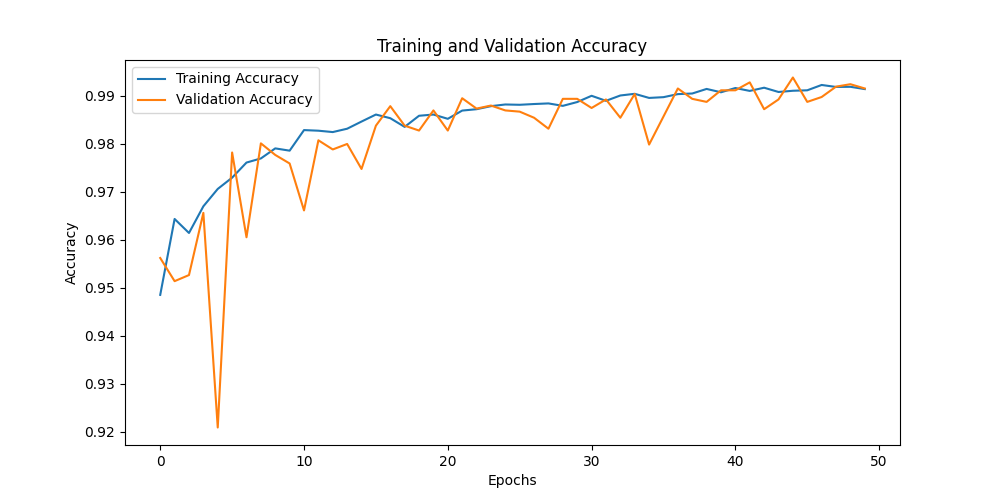 Training and Validation Accuracy
Training Accuracy
Validation Accuracy
Accuracy
0.99
0.98
0.97
0.96
0.95
0.94
0.93
0.92
0
10
20
30
40
50
Epochs